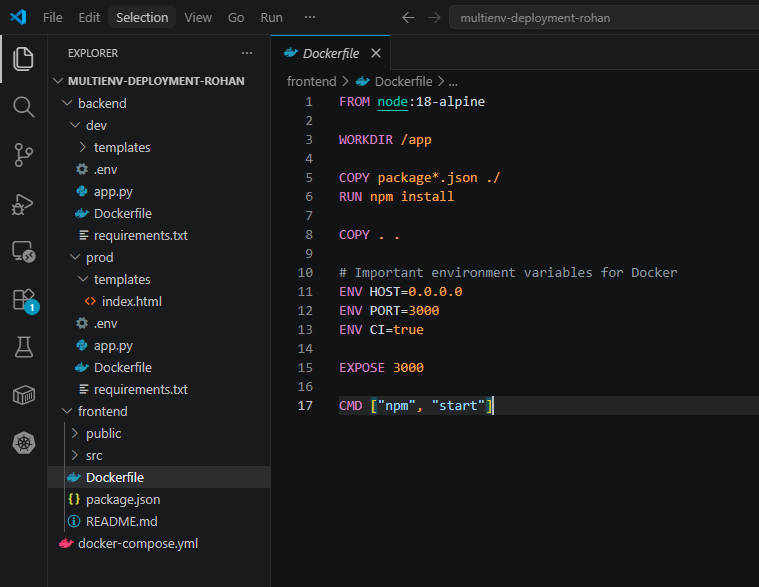 File Edit Selection View Go Run ··· multienv-deployment-rohan
EXPLORER ···
MULTIENV-DEPLOYMENT-ROHAN
backend
dev
templates
.env
app.py
Dockerfile
requirements.txt
prod
templates
<> index.html
.env
app.py
Dockerfile
requirements.txt
frontend
public
src
Dockerfile
{} package.json
README.md
docker-compose.yml
1
Dockerfile
frontend > Dockerfile > ...
1 FROM node:18-alpine
2
3 WORKDIR /app
4
5 COPY package*.json ./
6 RUN npm install
7
8 COPY . .
9
10 # Important environment variables for Docker
11 ENV HOST=0.0.0.0
12 ENV PORT=3000
13 ENV CI=true
14
15 EXPOSE 3000
16
17 CMD ["npm", "start"]